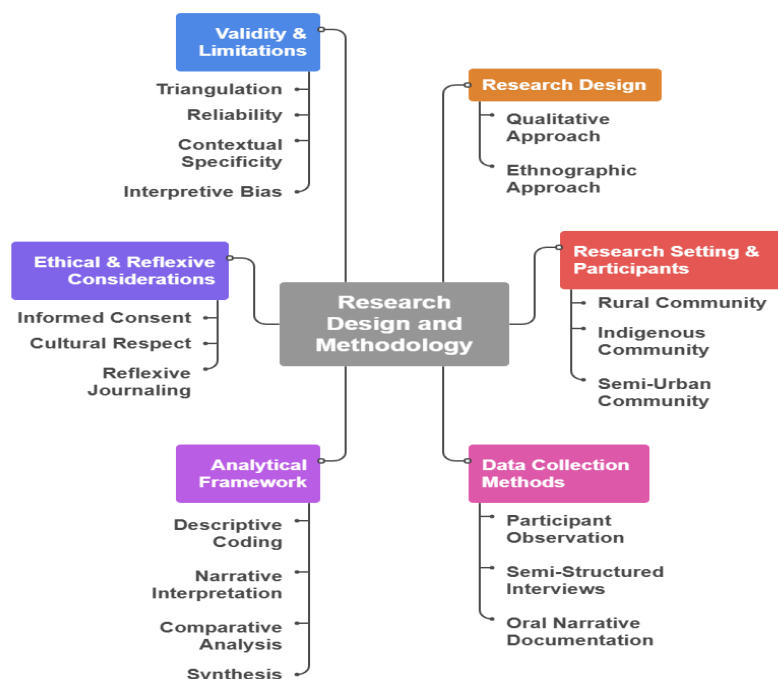 Research
Design and
Methodology
Research Design
Qualitative
Approach
Ethnographic
Approach
Research Setting &
Participants
Rural Community
Indigenous
Community
Semi-Urban
Community
Data Collection
Methods
Participant
Observation
Semi-Structured
Interviews
Oral Narrative
Documentation
Analytical
Framework
Descriptive
Coding
Narrative
Interpretation
Comparative
Analysis
Synthesis
Ethical & Reflexive
Considerations
Informed Consent
Cultural Respect
Reflexive
Journaling
Validity &
Limitations
Triangulation
Reliability
Contextual
Specificity
Interpretive Bias